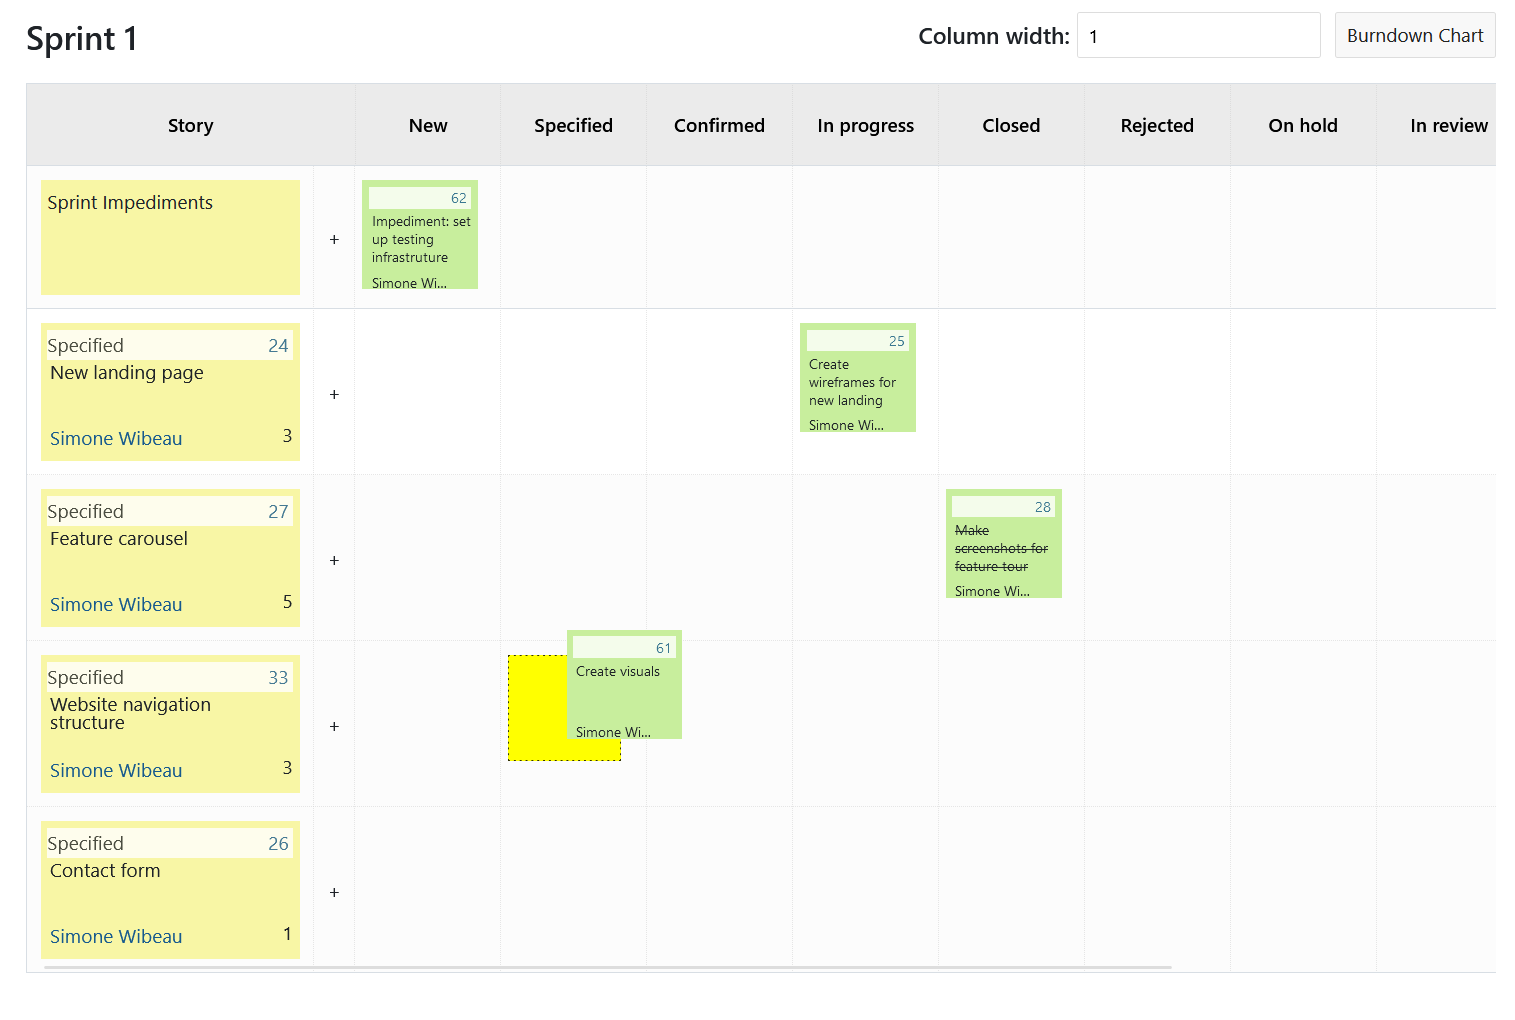 Sprint 1
Column width: 1 Burndown Chart
Story New Specified Confirmed In progress Closed Rejected On hold In review
Sprint Impediments
+
62
Impediment: set
up testing
infrastruture
Simone Wi...
Specified 24
New landing page
Simone Wibeau 3
+
25
Create
wireframes for
new landing
Simone Wi...
Specified 27
Feature carousel
Simone Wibeau 5
+
28
Make
screenshots for
feature tour
Simone Wi...
Specified 33
Website navigation
structure
Simone Wibeau 3
+
61
Create visuals
Simone Wi...
Specified 26
Contact form
Simone Wibeau 1
+